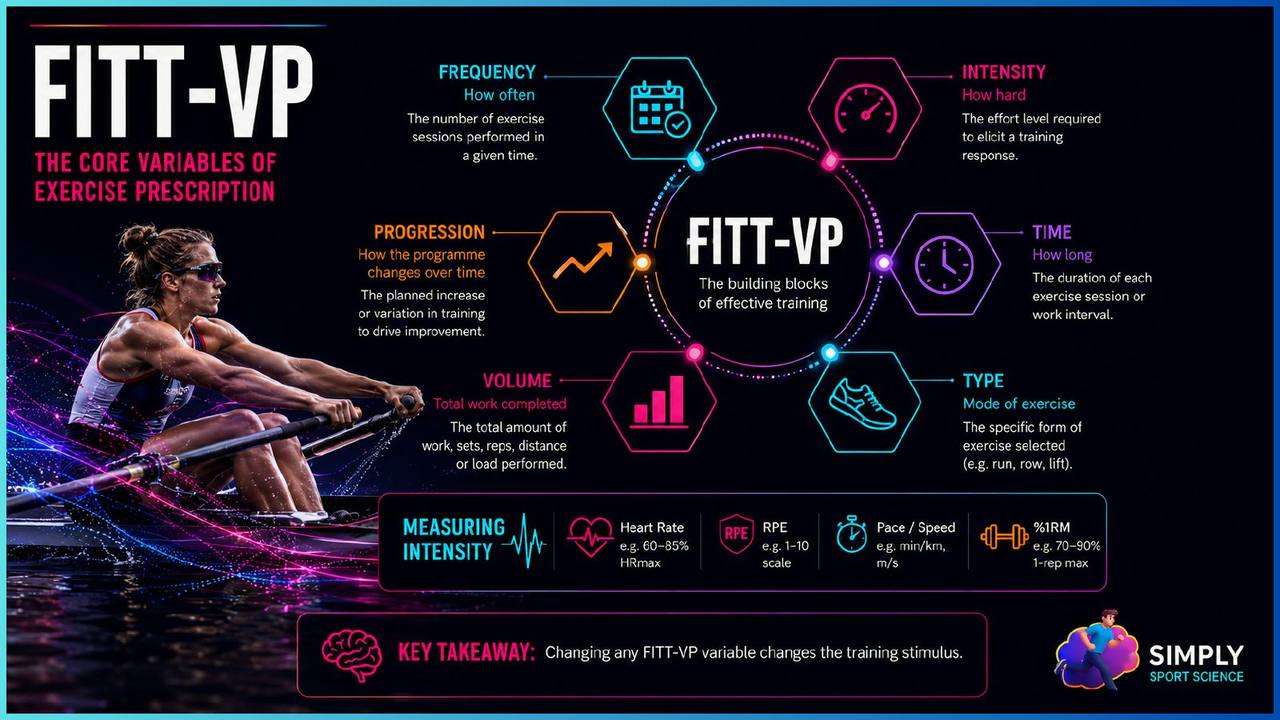 FITT-VP
THE CORE VARIABLES OF
EXERCISE PRESCRIPTION
FREQUENCY
How often
The number of exercise
sessions performed in
a given time.
INTENSITY
How hard
The effort level required
to elicit a training
response.
PROGRESSION
How the programme
changes over time
The planned increase
or variation in training
to drive improvement.
FITT-VP
The building blocks
of effective training
TIME
How long
The duration of each
exercise session or
work interval.
VOLUME
Total work completed
The total amount of
work, sets, reps, distance
or load performed.
TYPE
Mode of exercise
The specific form of
exercise selected
(e.g. run, row, lift).
MEASURING
INTENSITY
Heart Rate
e.g. 60–85%
HRmax
RPE
RPE
e.g. 1–10
scale
Pace / Speed
e.g. min/km,
m/s
%1RM
e.g. 70–90%
1-rep max
KEY TAKEAWAY: Changing any FITT-VP variable changes the training stimulus.
SIMPLY
SPORT SCIENCE